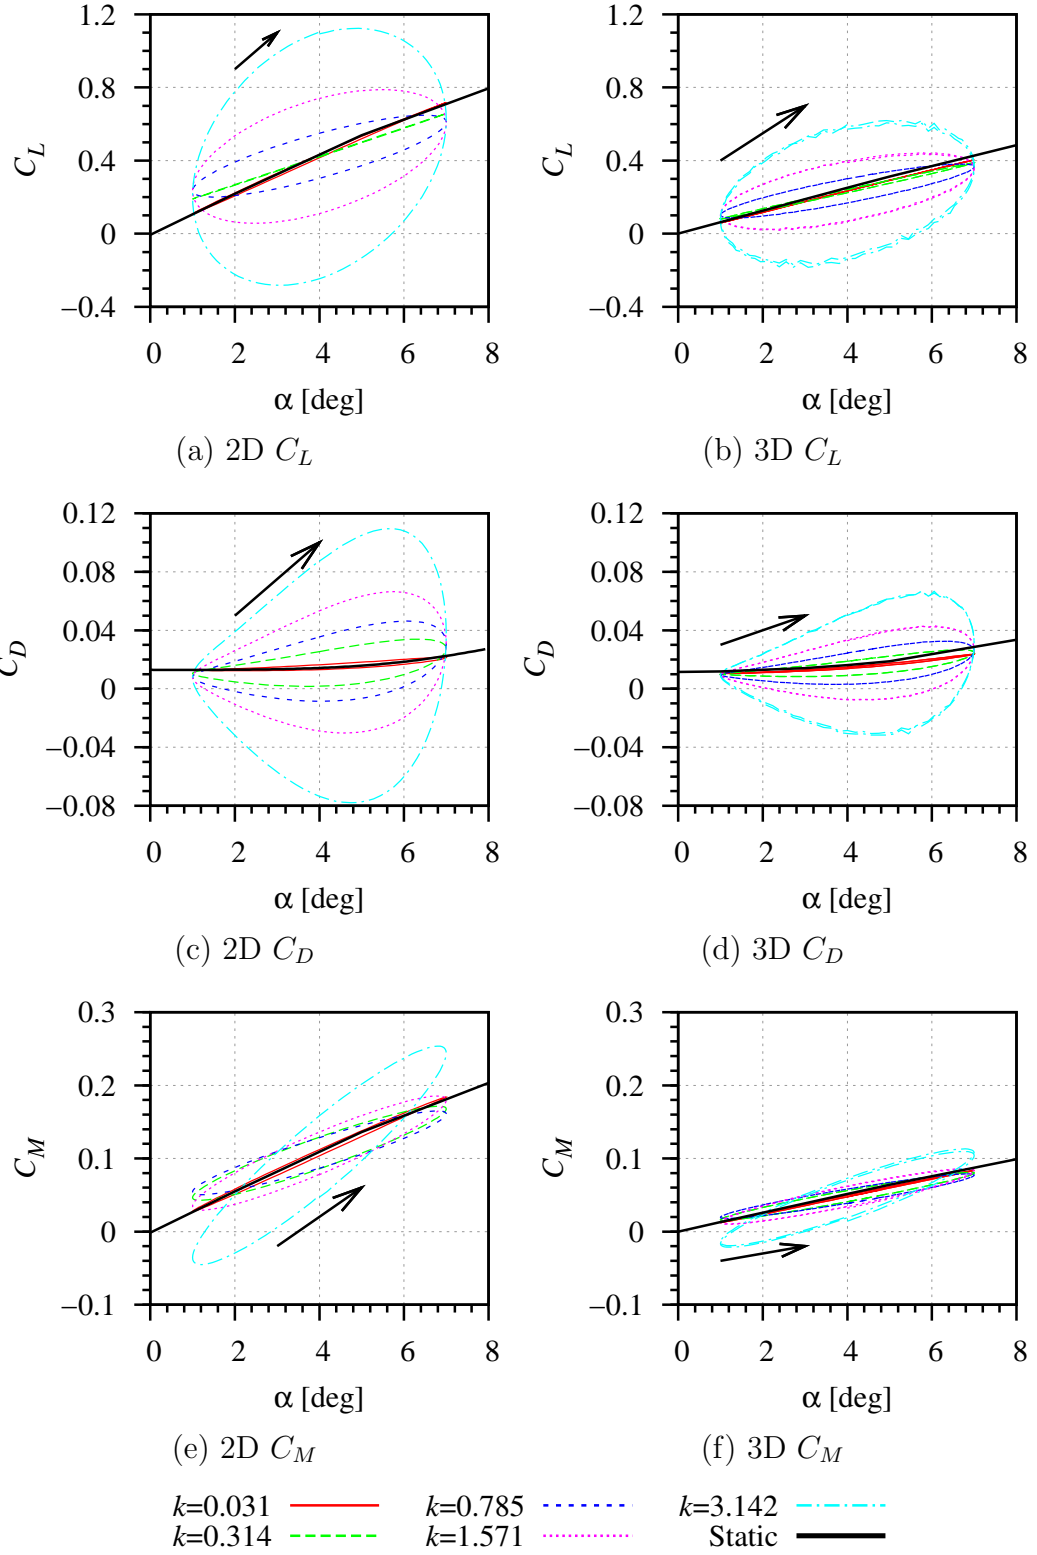 1.2
0.8
0.4
0
−0.4
C_L
0 2 4 6 8
α [deg]
(a) 2D C_L
1.2
0.8
0.4
0
−0.4
C_L
0 2 4 6 8
α [deg]
(b) 3D C_L
0.12
0.08
0.04
0
−0.04
−0.08
C_D
0 2 4 6 8
α [deg]
(c) 2D C_D
0.12
0.08
0.04
0
−0.04
−0.08
C_D
0 2 4 6 8
α [deg]
(d) 3D C_D
0.3
0.2
0.1
0
−0.1
C_M
0 2 4 6 8
α [deg]
(e) 2D C_M
0.3
0.2
0.1
0
−0.1
C_M
0 2 4 6 8
α [deg]
(f) 3D C_M
k=0.031 k=0.785 k=3.142
k=0.314 k=1.571 Static